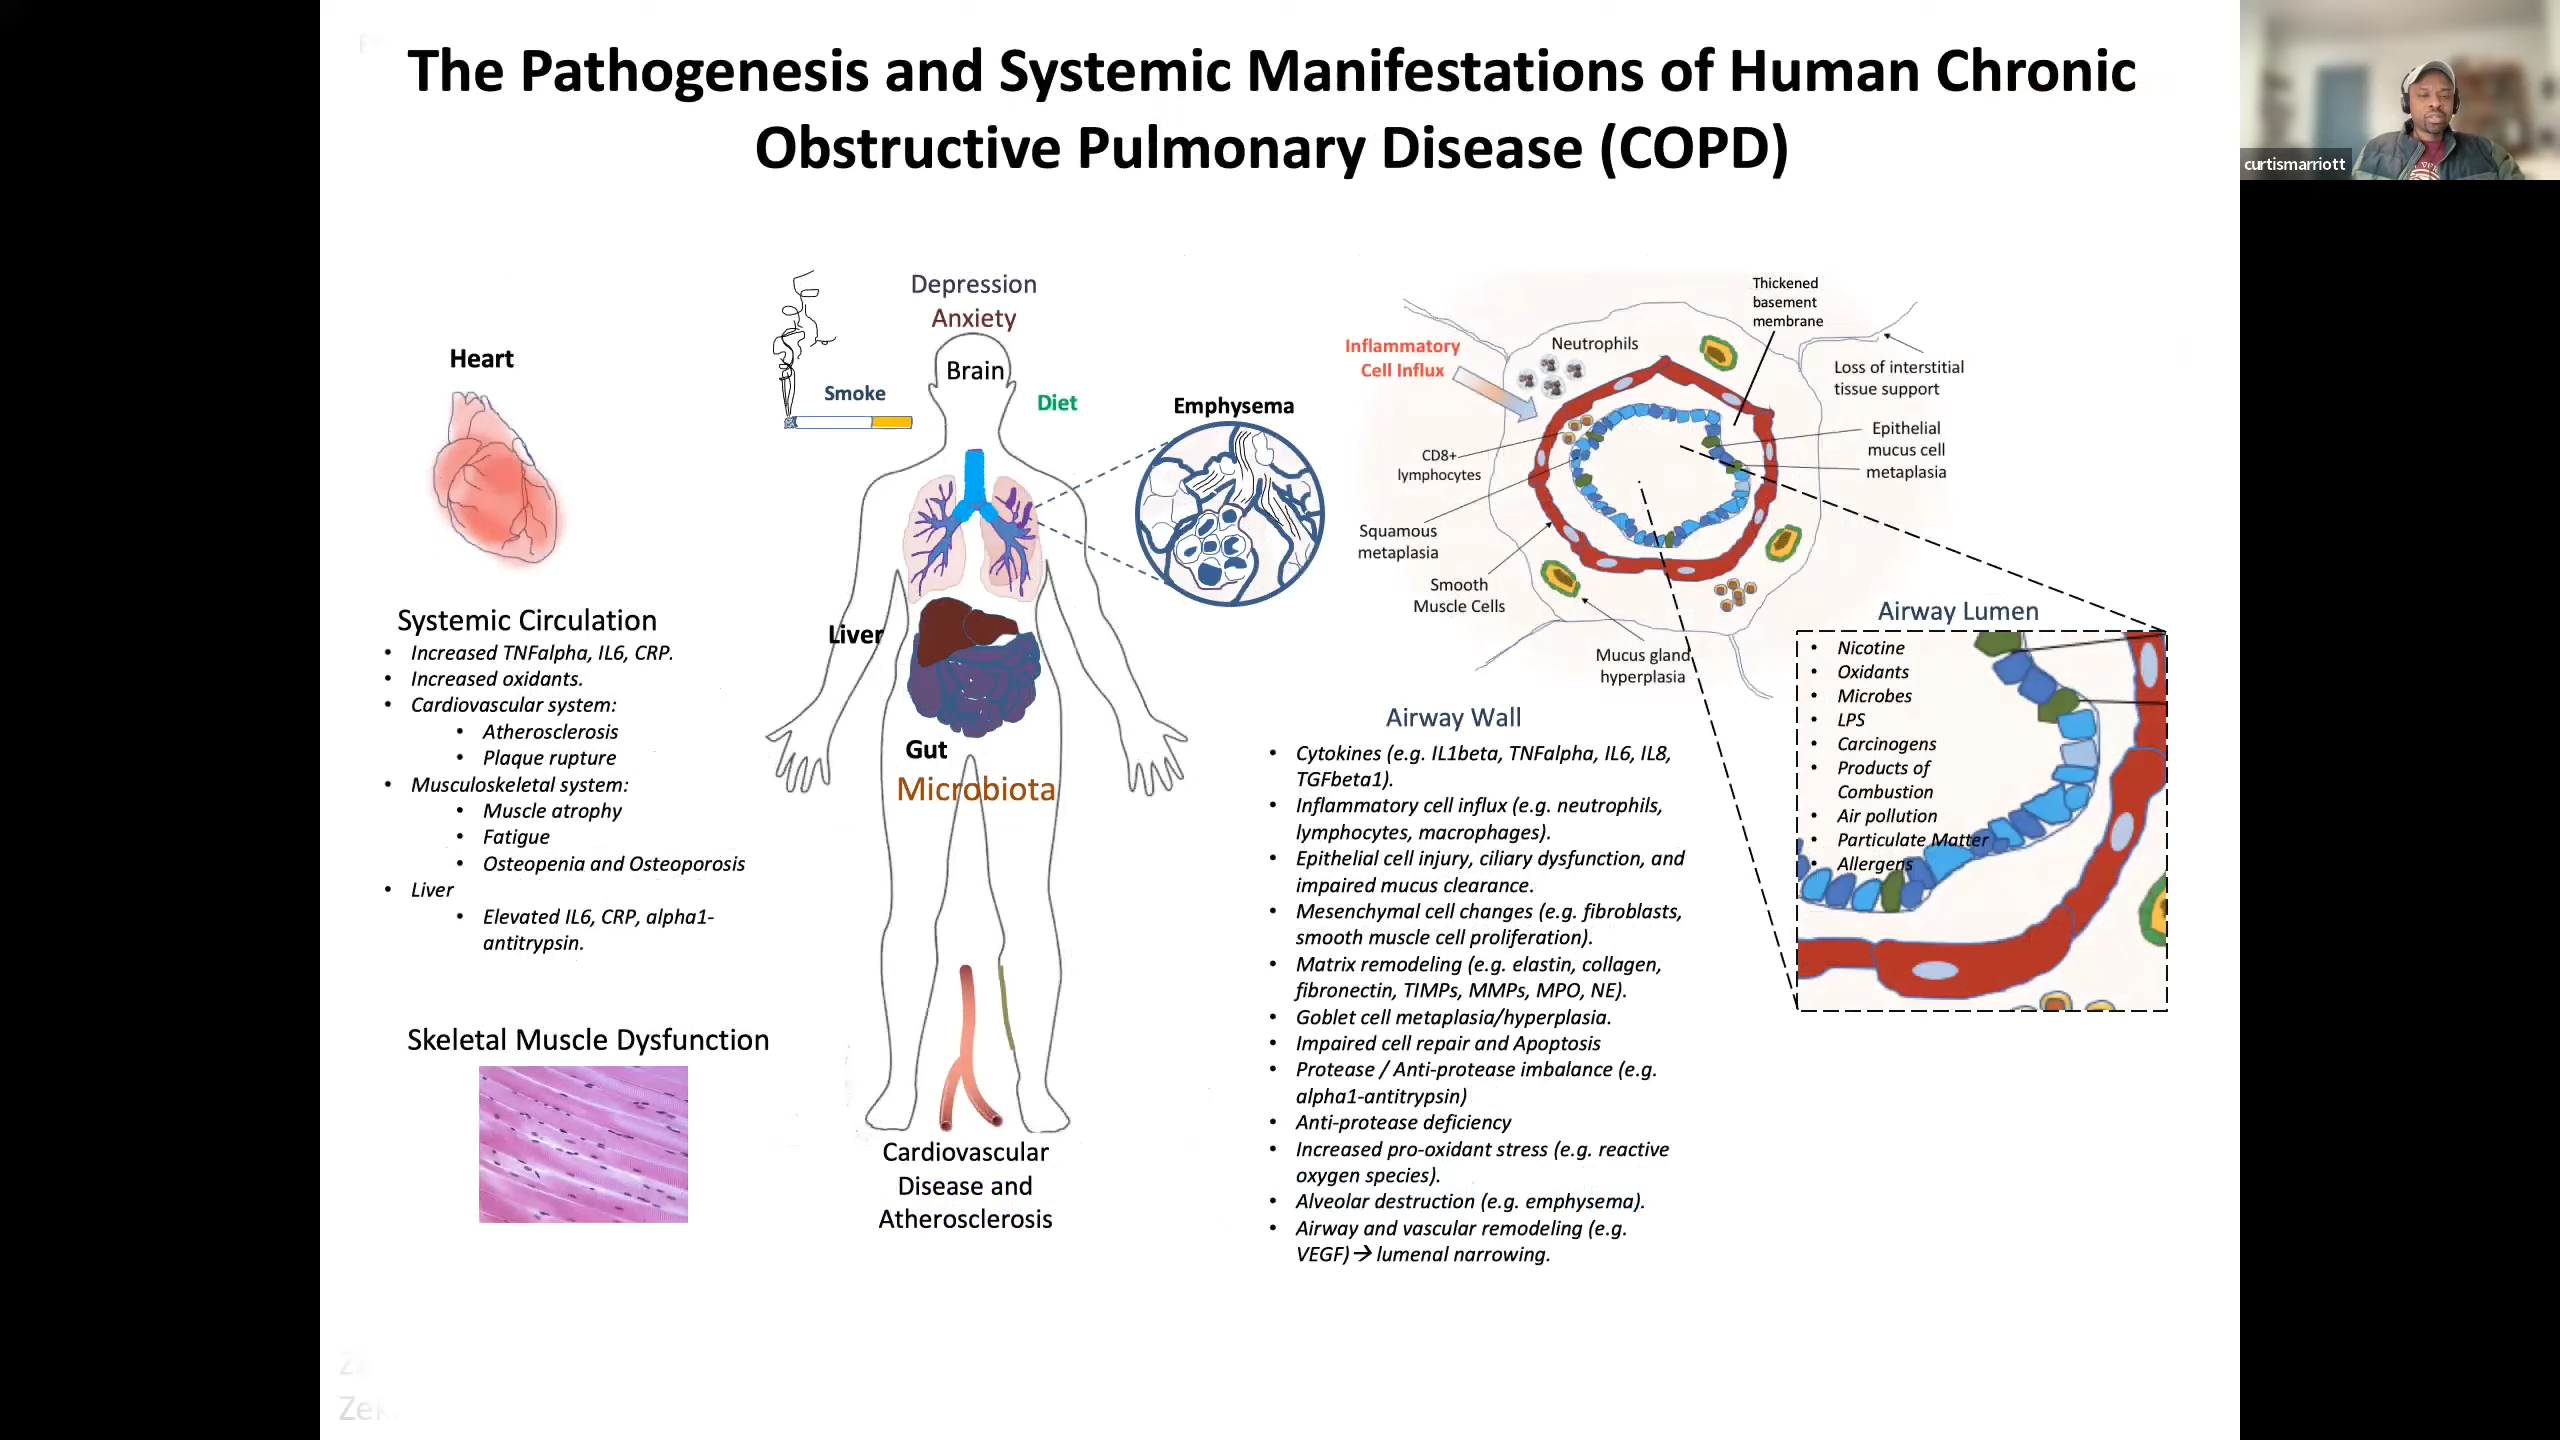 The Pathogenesis and Systemic Manifestations of Human Chronic
Obstructive Pulmonary Disease (COPD)
curtismarriott
Heart
Systemic Circulation
• Increased TNFalpha, IL6, CRP.
• Increased oxidants.
• Cardiovascular system:
• Atherosclerosis
• Plaque rupture
• Musculoskeletal system:
• Muscle atrophy
• Fatigue
• Osteopenia and Osteoporosis
• Liver
• Elevated IL6, CRP, alpha1-
antitrypsin.
Skeletal Muscle Dysfunction
Depression
Anxiety
Brain
Smoke
Diet
Emphysema
Liver
Gut
Microbiota
Cardiovascular
Disease and
Atherosclerosis
Inflammatory
Cell Influx
Neutrophils
Thickened
basement
membrane
Loss of interstitial
tissue support
Epithelial
mucus cell
metaplasia
CD8+
lymphocytes
Squamous
metaplasia
Smooth
Muscle Cells
Mucus gland
hyperplasia
Airway Wall
• Cytokines (e.g. IL1beta, TNFalpha, IL6, IL8,
TGFbeta1).
• Inflammatory cell influx (e.g. neutrophils,
lymphocytes, macrophages).
• Epithelial cell injury, ciliary dysfunction, and
impaired mucus clearance.
• Mesenchymal cell changes (e.g. fibroblasts,
smooth muscle cell proliferation).
• Matrix remodeling (e.g. elastin, collagen,
fibronectin, TIMPs, MMPs, MPO, NE).
• Goblet cell metaplasia/hyperplasia.
• Impaired cell repair and Apoptosis
• Protease / Anti-protease imbalance (e.g.
alpha1-antitrypsin)
• Anti-protease deficiency
• Increased pro-oxidant stress (e.g. reactive
oxygen species).
• Alveolar destruction (e.g. emphysema).
• Airway and vascular remodeling (e.g.
VEGF)→ lumenal narrowing.
Airway Lumen
• Nicotine
• Oxidants
• Microbes
• LPS
• Carcinogens
• Products of
Combustion
• Air pollution
• Particulate Matter
• Allergens